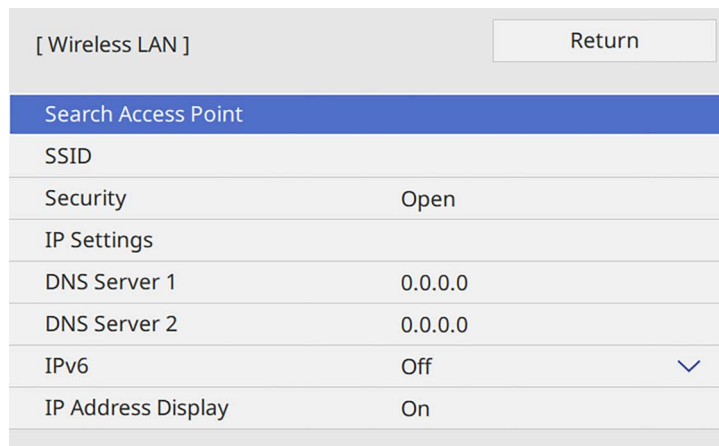 [ Wireless LAN ] Return
Search Access Point
SSID
Security Open
IP Settings
DNS Server 1 0.0.0.0
DNS Server 2 0.0.0.0
IPv6 Off
IP Address Display On